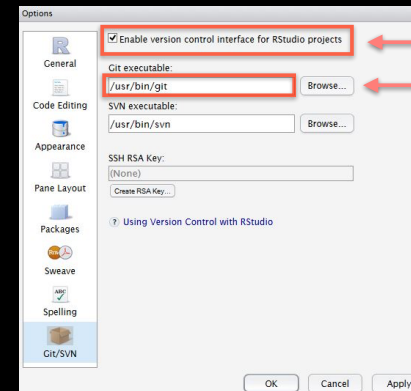 Options
General
Code Editing
Appearance
Pane Layout
Packages
Sweave
ABC
Spelling
Git/SVN
Enable version control interface for RStudio projects
Git executable:
/usr/bin/git
Browse...
SVN executable:
/usr/bin/svn
Browse...
SSH RSA Key:
(None)
Create RSA Key...
? Using Version Control with RStudio
OK
Cancel
Apply